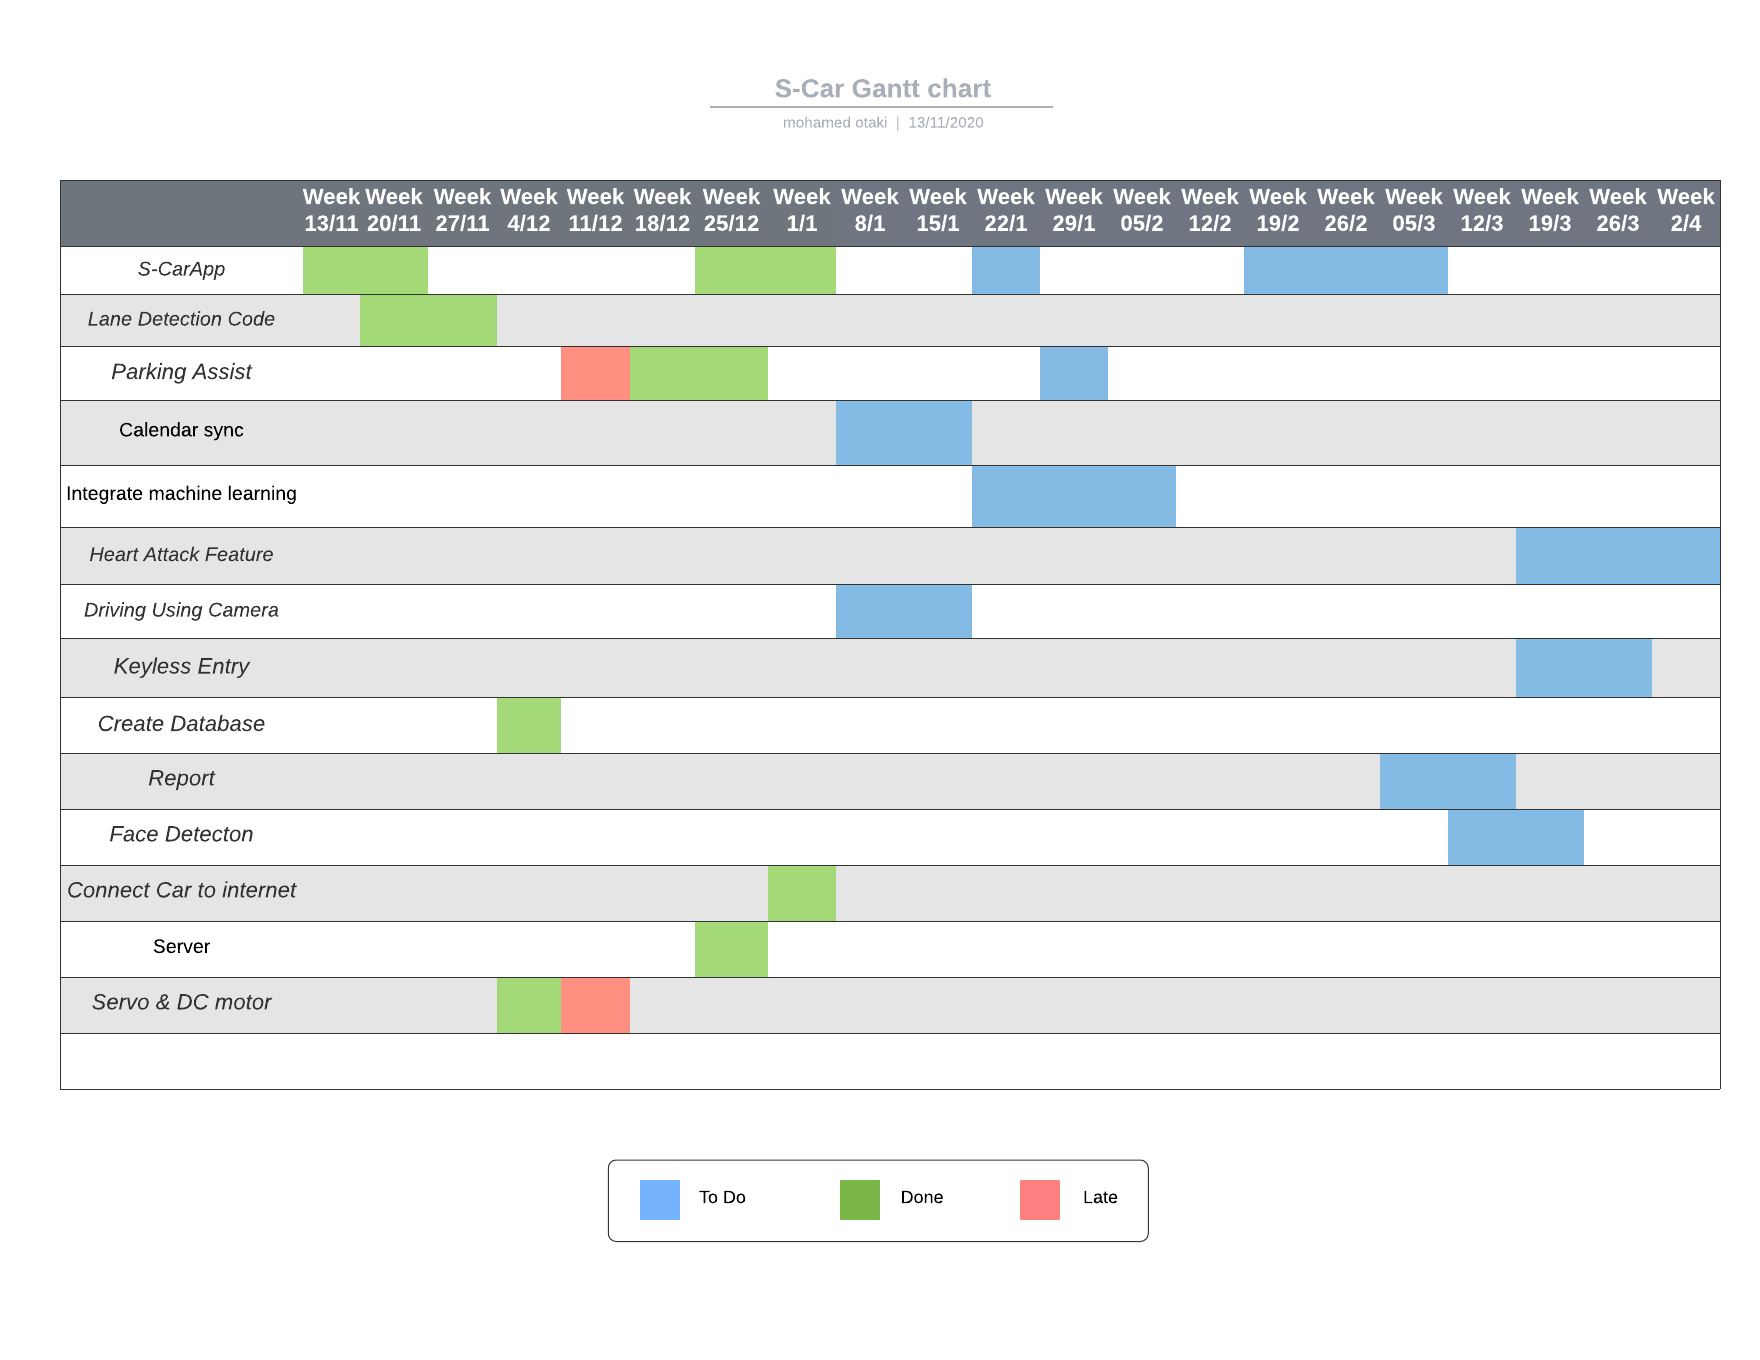 S-Car Gantt chart
mohamed otaki | 13/11/2020
Week Week Week Week Week Week Week Week Week Week Week Week Week Week Week Week Week Week Week Week Week
13/11 20/11 27/11 4/12 11/12 18/12 25/12 1/1 8/1 15/1 22/1 29/1 05/2 12/2 19/2 26/2 05/3 12/3 19/3 26/3 2/4
S-CarApp
Lane Detection Code
Parking Assist
Calendar sync
Integrate machine learning
Heart Attack Feature
Driving Using Camera
Keyless Entry
Create Database
Report
Face Detecton
Connect Car to internet
Server
Servo & DC motor
To Do Done Late